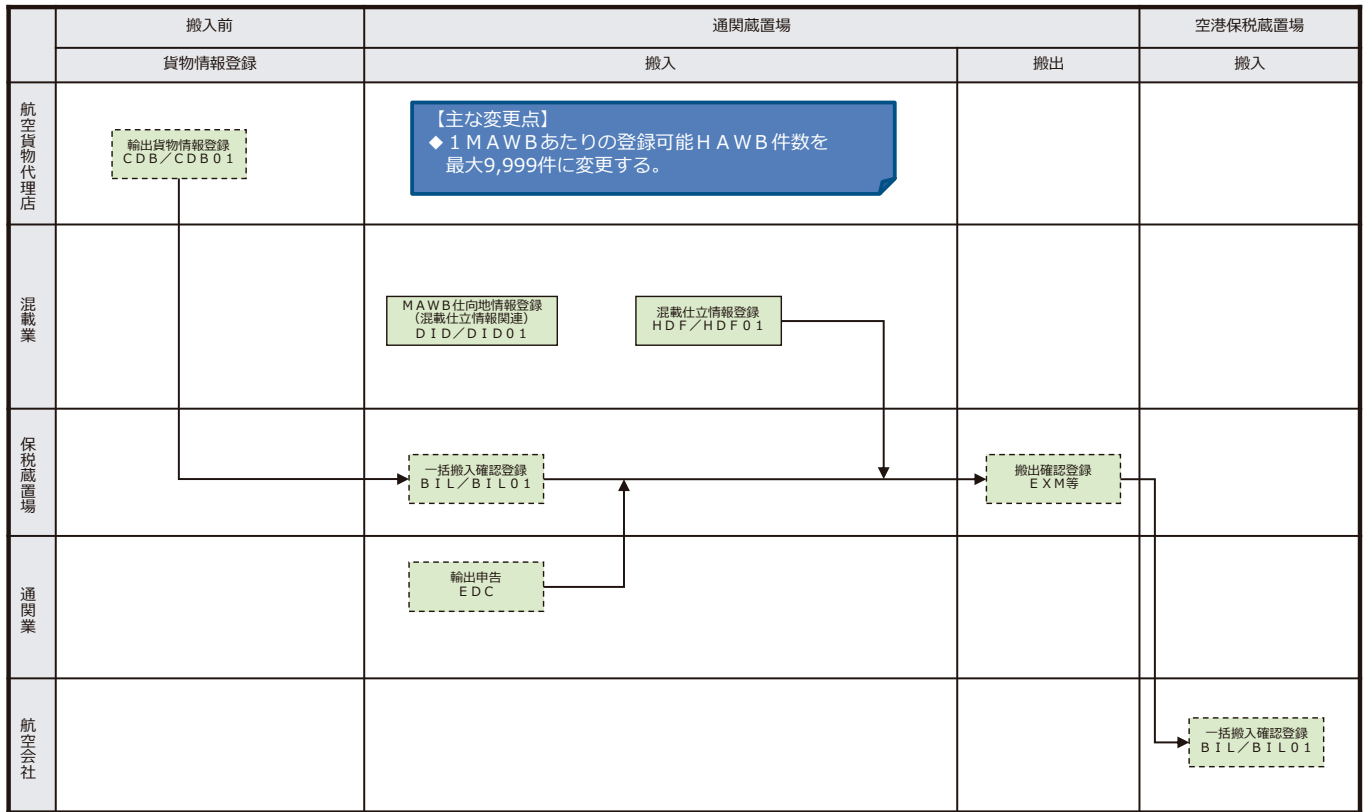 搬入前
通関蔵置場
空港保税蔵置場
貨物情報登録
搬入
搬出
搬入
航空貨物代理店
輸出貨物情報登録
ＣＤＢ／ＣＤＢ０１
【主な変更点】
◆１ＭＡＷＢあたりの登録可能ＨＡＷＢ件数を
最大9,999件に変更する。
混載業
ＭＡＷＢ仕向地情報登録
（混載仕立情報関連）
ＤＩＤ／ＤＩＤ０１
混載仕立情報登録
ＨＤＦ／ＨＤＦ０１
保税蔵置場
一括搬入確認登録
ＢＩＬ／ＢＩＬ０１
搬出確認登録
ＥＸＭ等
通関業
輸出申告
ＥＤＣ
航空会社
一括搬入確認登録
ＢＩＬ／ＢＩＬ０１